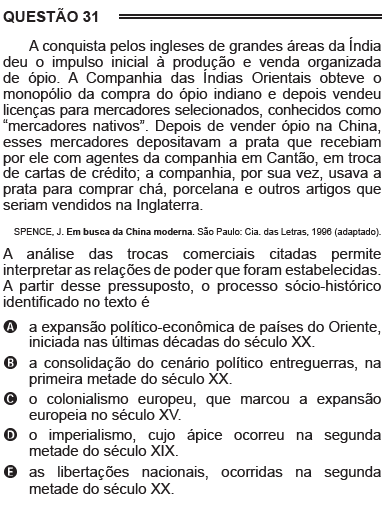 QUESTÃO 31
A conquista pelos ingleses de grandes áreas da Índia
deu o impulso inicial à produção e venda organizada
de ópio. A Companhia das Índias Orientais obteve o
monopólio da compra do ópio indiano e depois vendeu
licenças para mercadores selecionados, conhecidos como
“mercadores nativos”. Depois de vender ópio na China,
esses mercadores depositavam a prata que recebiam
por ele com agentes da companhia em Cantão, em troca
de cartas de crédito; a companhia, por sua vez, usava a
prata para comprar chá, porcelana e outros artigos que
seriam vendidos na Inglaterra.
SPENCE, J. Em busca da China moderna. São Paulo: Cia. das Letras, 1996 (adaptado).
A análise das trocas comerciais citadas permite
interpretar as relações de poder que foram estabelecidas.
A partir desse pressuposto, o processo sócio-histórico
identificado no texto é
A a expansão político-econômica de países do Oriente,
iniciada nas últimas décadas do século XX.
B a consolidação do cenário político entreguerras, na
primeira metade do século XX.
C o colonialismo europeu, que marcou a expansão
europeia no século XV.
D o imperialismo, cujo ápice ocorreu na segunda
metade do século XIX.
E as libertações nacionais, ocorridas na segunda
metade do século XX.